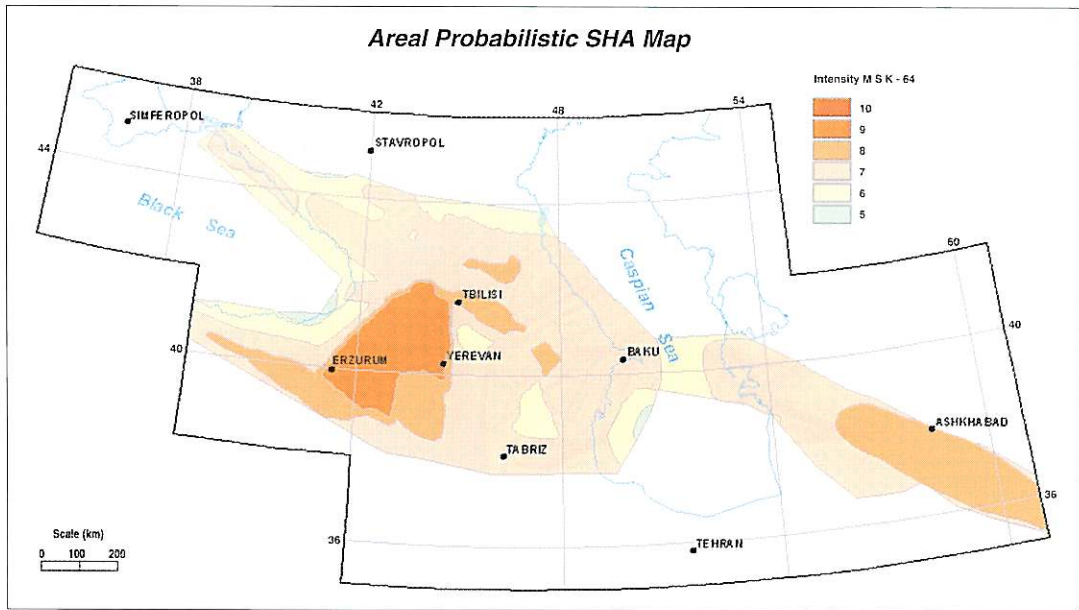 Areal Probabilistic SHA Map
Intensity M S K - 64
10
9
8
7
6
5
38
42
48
54
60
44
40
40
36
36
SIMFEROPOL
STAVROPOL
Black Sea
Caspian Sea
TBILISI
ERZURUM
YEREVAN
BAKU
TABRIZ
ASHKHABAD
TEHRAN
Scale (km)
0 100 200